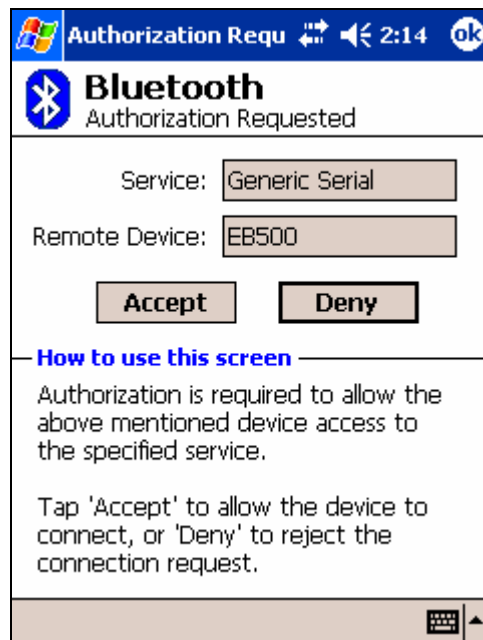 Authorization Requ 2:14 ok
Bluetooth
Authorization Requested
Service: Generic Serial
Remote Device: EB500
Accept Deny
How to use this screen
Authorization is required to allow the
above mentioned device access to
the specified service.
Tap 'Accept' to allow the device to
connect, or 'Deny' to reject the
connection request.